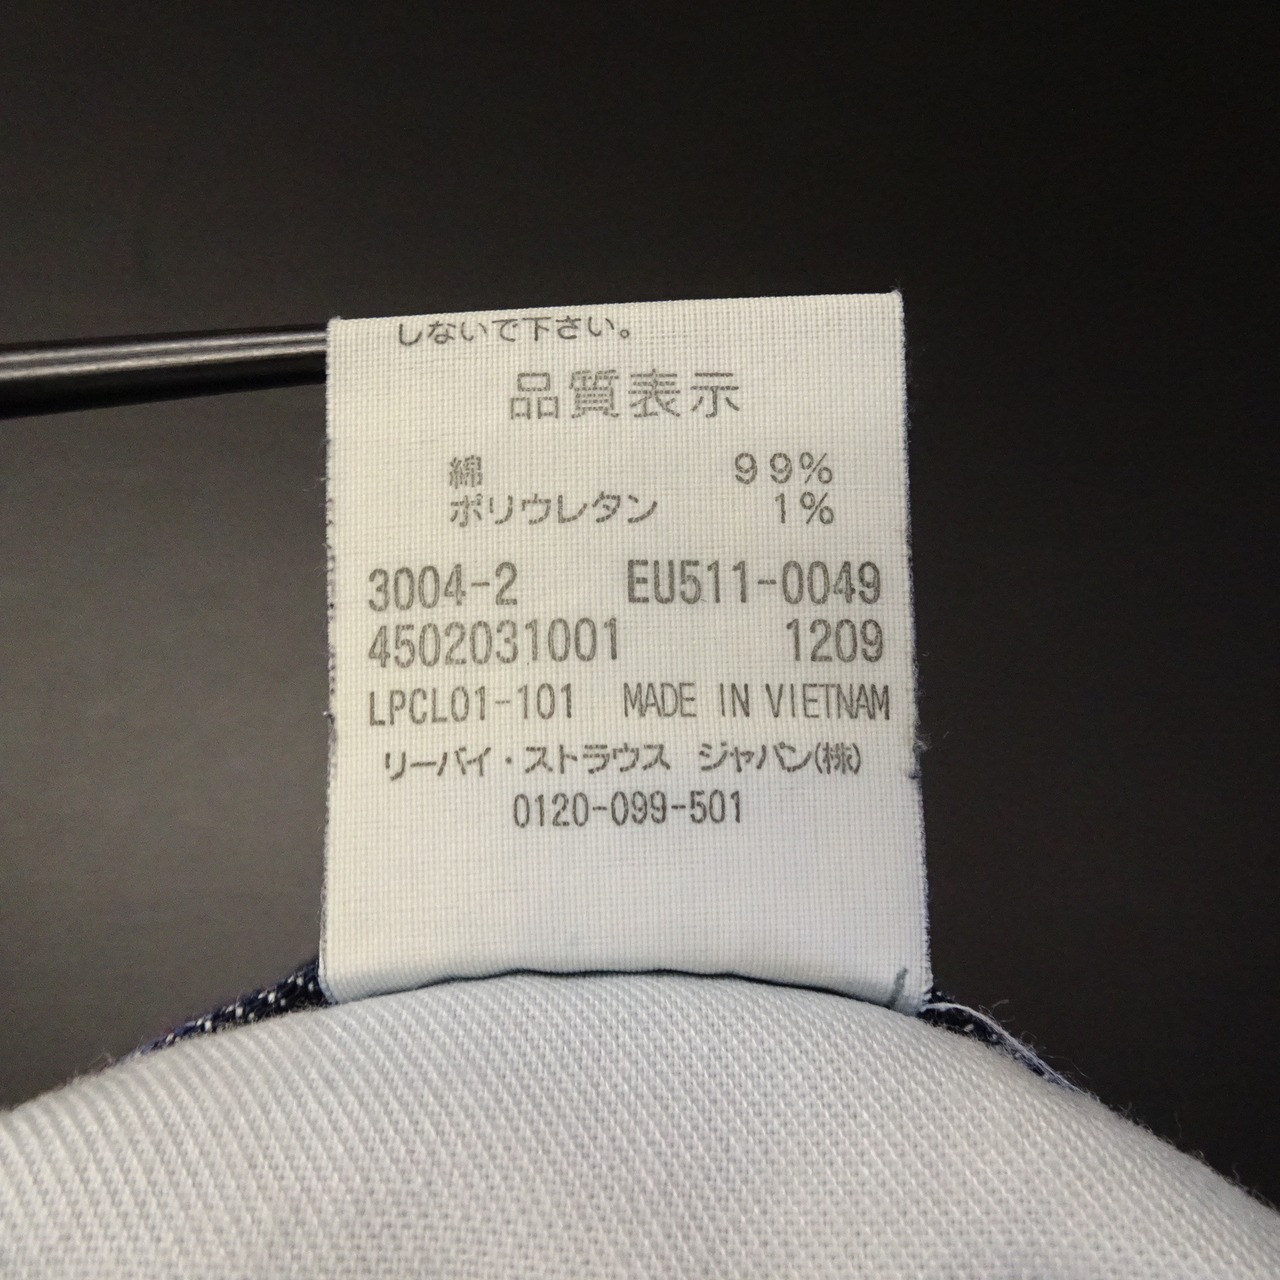 しないで下さい。
品質表示
綿 99%
ポリウレタン 1%
3004-2 EU511-0049
4502031001 1209
LPCL01-101 MADE IN VIETNAM
リーバイ・ストラウス ジャパン(株)
0120-099-501